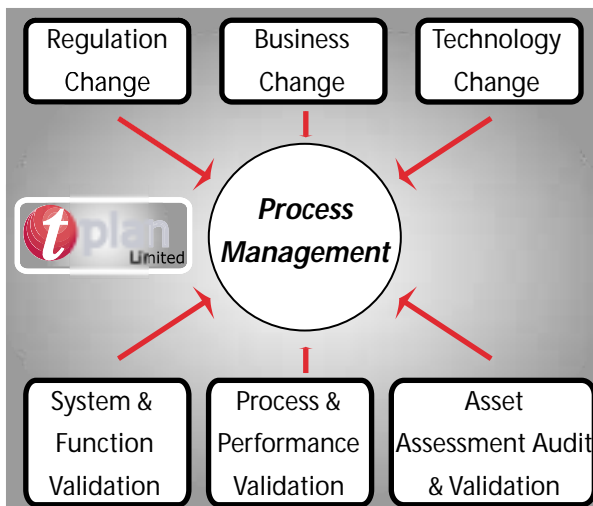 Regulation
Change
Business
Change
Technology
Change
tplan
Limited
Process
Management
System &
Function
Validation
Process &
Performance
Validation
Asset
Assessment Audit
& Validation